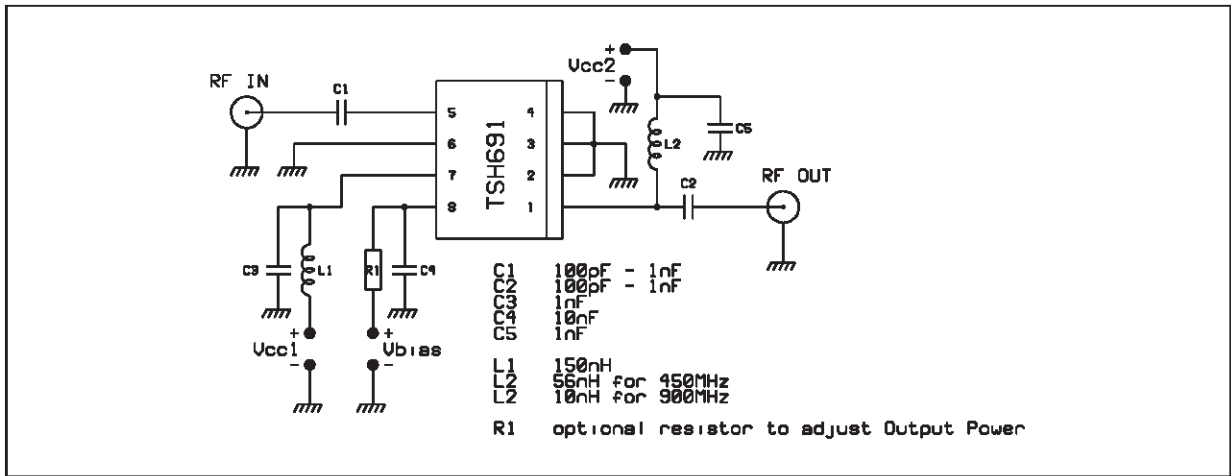 RF IN
C1
+
Vcc2
-
5
4
6
3
7
2
8
1
TSH691
L2
C5
C2
RF OUT
C3
L1
R1
C4
+
Vcc1
-
+
Vbias
-
C1 100pF - 1nF
C2 100pF - 1nF
C3 1nF
C4 10nF
C5 1nF
L1 150nH
L2 56nH for 450MHz
L2 10nH for 900MHz
R1 optional resistor to adjust Output Power